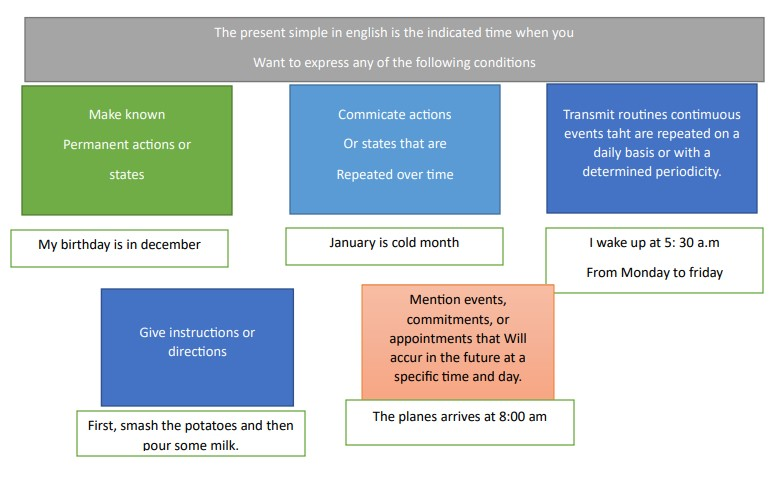 The present simple in english is the indicated time when you
Want to express any of the following conditions
Make known
Permanent actions or
states
Commicate actions
Or states that are
Repeated over time
Transmit routines continuous
events taht are repeated on a
daily basis or with a
determined periodicity.
My birthday is in december
January is cold month
I wake up at 5: 30 a.m
From Monday to friday
Give instructions or
directions
Mention events,
commitments, or
appointments that Will
accur in the future at a
specific time and day.
First, smash the potatoes and then
pour some milk.
The planes arrives at 8:00 am